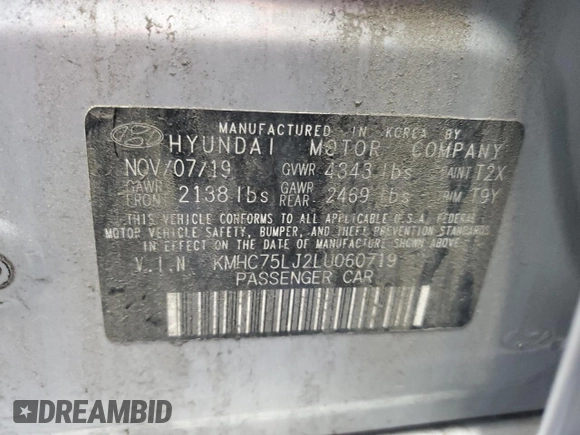 MANUFACTURED IN KOREA BY
HYUNDAI MOTOR COMPANY
NOV/07/19 GVWR 4343 lbs PAINT T2X
GAWR FRONT 2138 lbs GAWR REAR 2469 lbs TRIM T9Y
THIS VEHICLE CONFORMS TO ALL APPLICABLE U.S.A. FEDERAL
MOTOR VEHICLE SAFETY, BUMPER, AND THEFT PREVENTION STANDARDS
IN EFFECT ON THE DATE OF MANUFACTURE SHOWN ABOVE.
V.I.N KMHC75LJ2LU060719
PASSENGER CAR
DREAMBID